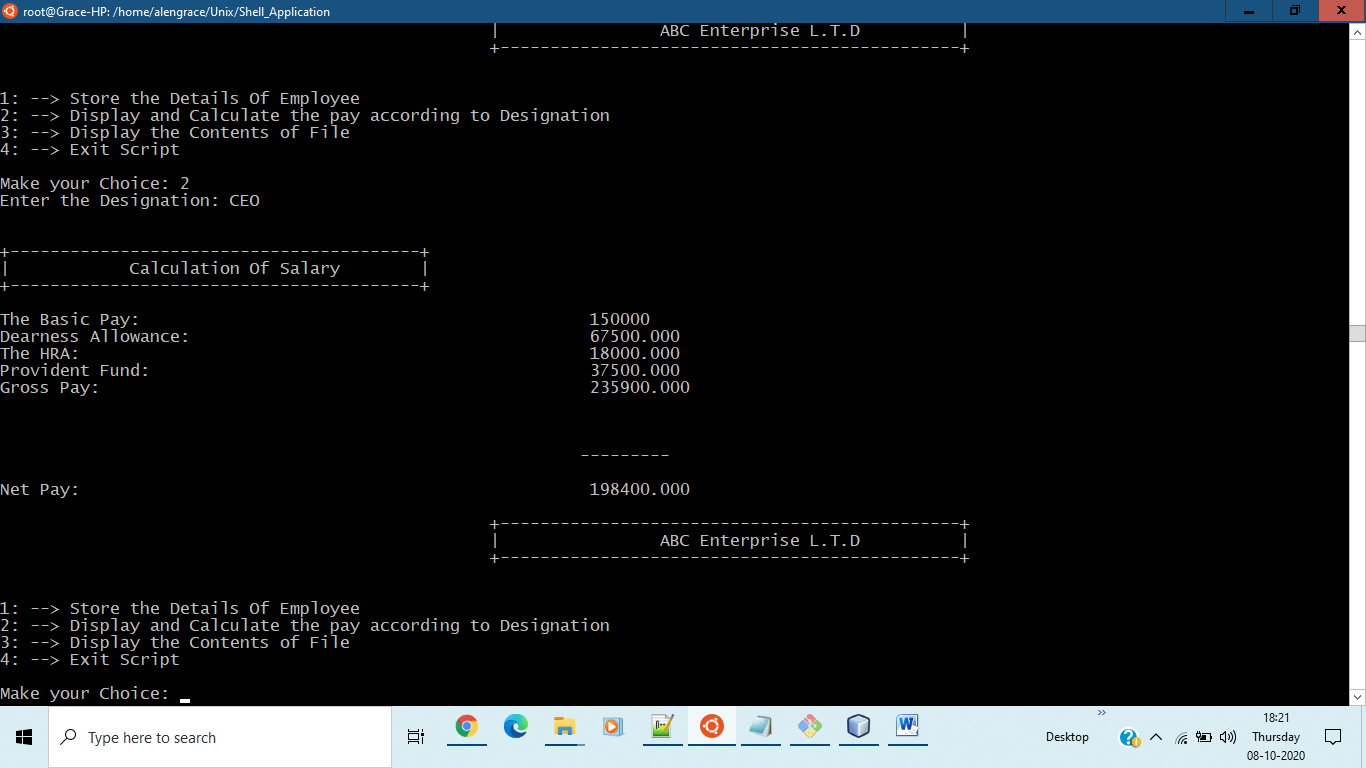 root@Grace-HP: /home/alengrace/Unix/Shell_Application
| ABC Enterprise L.T.D |
+----------------------------------------------+
1: --> Store the Details Of Employee
2: --> Display and Calculate the pay according to Designation
3: --> Display the Contents of File
4: --> Exit Script
Make your Choice: 2
Enter the Designation: CEO
+-----------------------------------------+
| Calculation Of Salary |
+-----------------------------------------+
The Basic Pay: 150000
Dearness Allowance: 67500.000
The HRA: 18000.000
Provident Fund: 37500.000
Gross Pay: 235900.000
---------
Net Pay: 198400.000
+----------------------------------------------+
| ABC Enterprise L.T.D |
+----------------------------------------------+
1: --> Store the Details Of Employee
2: --> Display and Calculate the pay according to Designation
3: --> Display the Contents of File
4: --> Exit Script
Make your Choice:
Type here to search
Desktop
18:21
Thursday
08-10-2020